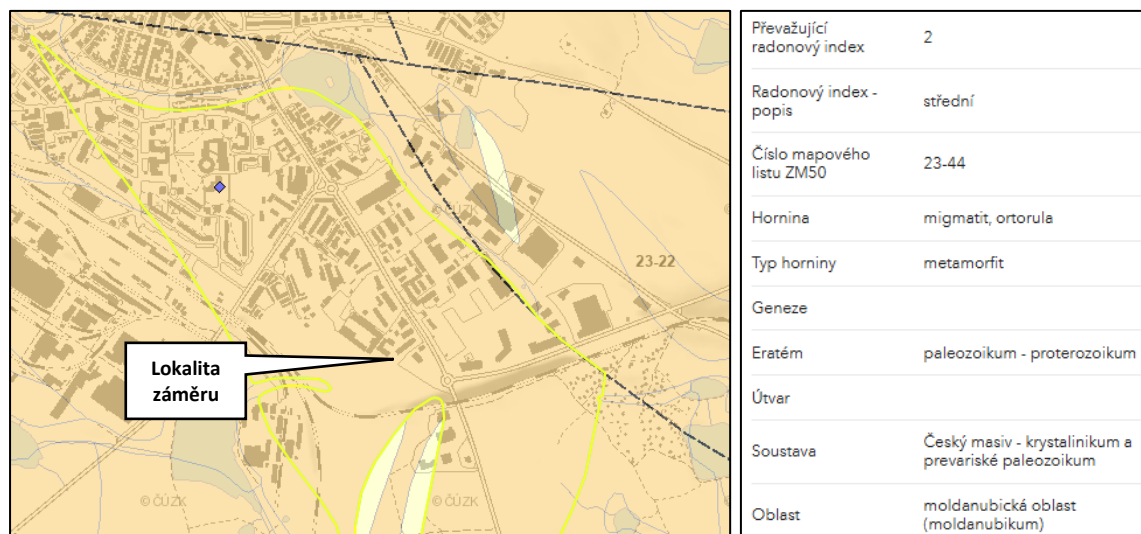 ČÚZK
ČÚZK
23-22
Lokalita
záměru
© ČÚZK
© ČÚZK
Převažující
radonový index
2
Radonový index -
popis
střední
Číslo mapového
listu ZM50
23-44
Hornina
migmatit, ortorula
Typ horniny
metamorfit
Geneze
Eratém
paleozoikum - proterozoikum
Útvar
Soustava
Český masiv - krystalinikum a
prevariské paleozoikum
Oblast
moldanubická oblast
(moldanubikum)